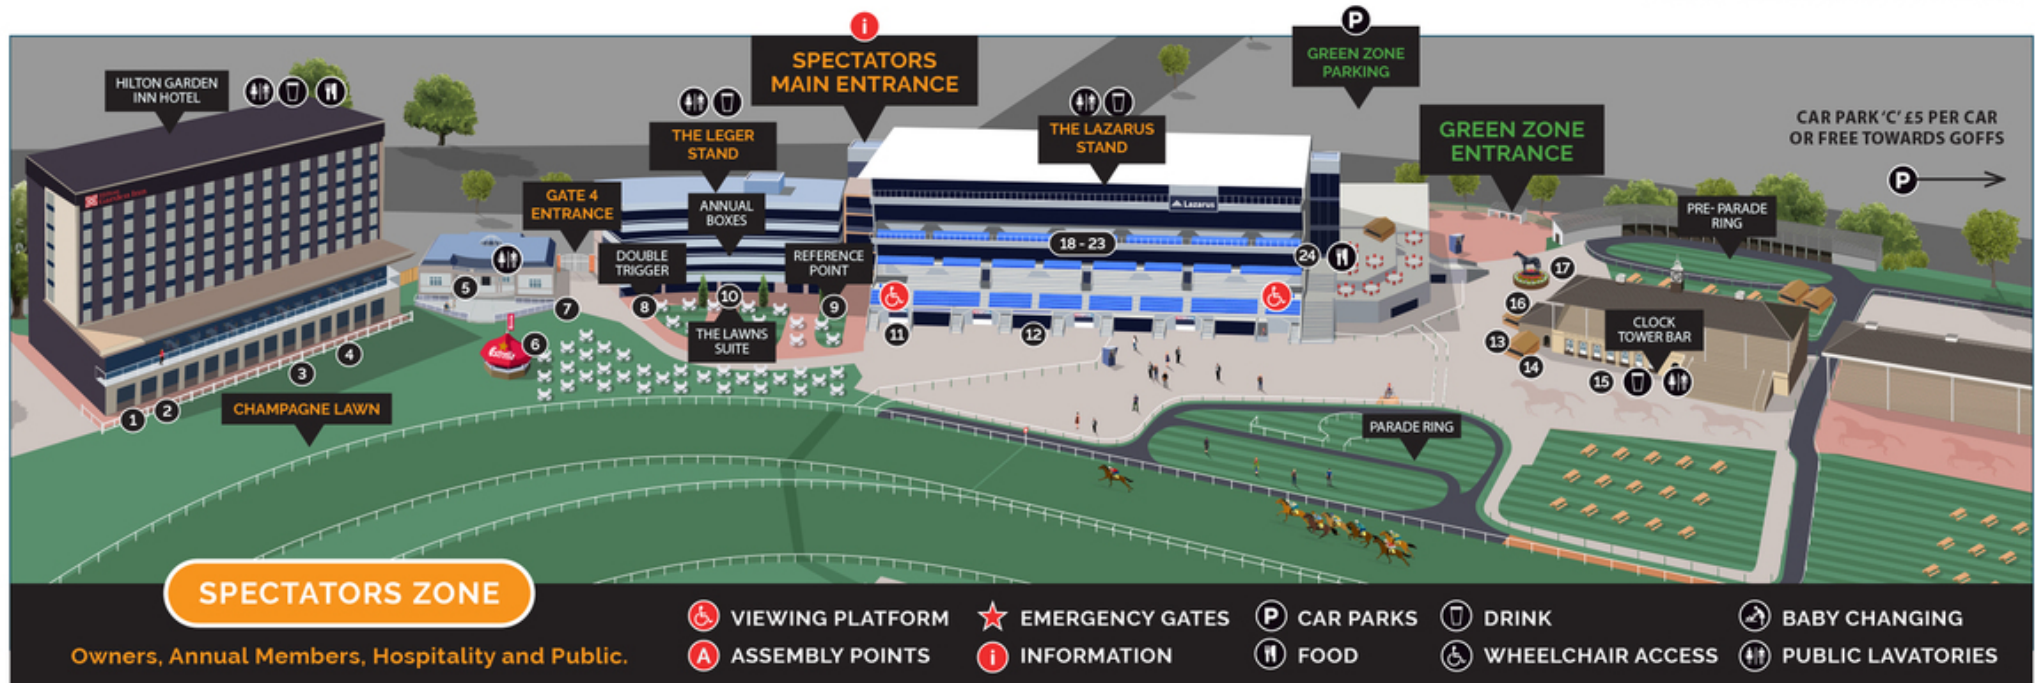 i
SPECTATORS
MAIN ENTRANCE
P
GREEN ZONE
PARKING
HILTON GARDEN
INN HOTEL
THE LEGER
STAND
THE LAZARUS
STAND
GREEN ZONE
ENTRANCE
CAR PARK ‘C’ £5 PER CAR
OR FREE TOWARDS GOFFS
P
GATE 4
ENTRANCE
ANNUAL
BOXES
Lazarus
PRE- PARADE
RING
DOUBLE
TRIGGER
REFERENCE
POINT
18 - 23
24
17
5
7
8
10
9
16
THE LAWNS
SUITE
11
12
CLOCK
TOWER BAR
6
Estrella
4
3
13
14
15
1
2
CHAMPAGNE LAWN
PARADE RING
SPECTATORS ZONE
Owners, Annual Members, Hospitality and Public.
VIEWING PLATFORM
A ASSEMBLY POINTS
EMERGENCY GATES
i INFORMATION
P CAR PARKS
FOOD
DRINK
WHEELCHAIR ACCESS
BABY CHANGING
PUBLIC LAVATORIES